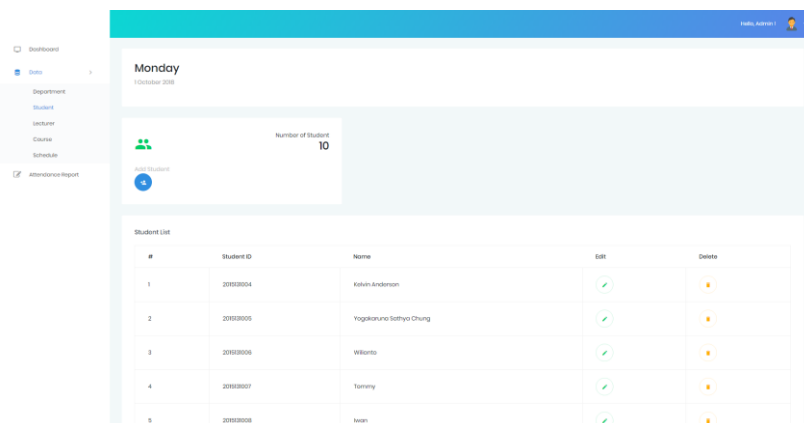 Hello, Admin !
Dashboard
Data
Department
Student
Lecturer
Course
Schedule
Attendance Report
Monday
1 October 2018
Number of Student
10
Add Student
Student List
# Student ID Name Edit Delete
1 2015131004 Kelvin Anderson
2 2015131005 Yogakaruna Sathya Chung
3 2015131006 Wilianto
4 2015131007 Tommy
5 2015131008 Iwan